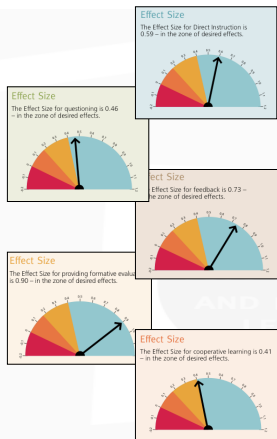 Effect Size
The Effect Size for Direct Instruction is
0.59 – in the zone of desired effects.
Effect Size
The Effect Size for questioning is 0.46
– in the zone of desired effects.
ect Size
Effect Size for feedback is 0.73 –
he zone of desired effects.
Effect Size
The Effect Size for providing formative evalua
is 0.90 – in the zone of desired effects.
AND
Effect Size
The Effect Size for cooperative learning is 0.41
– in the zone of desired effects.